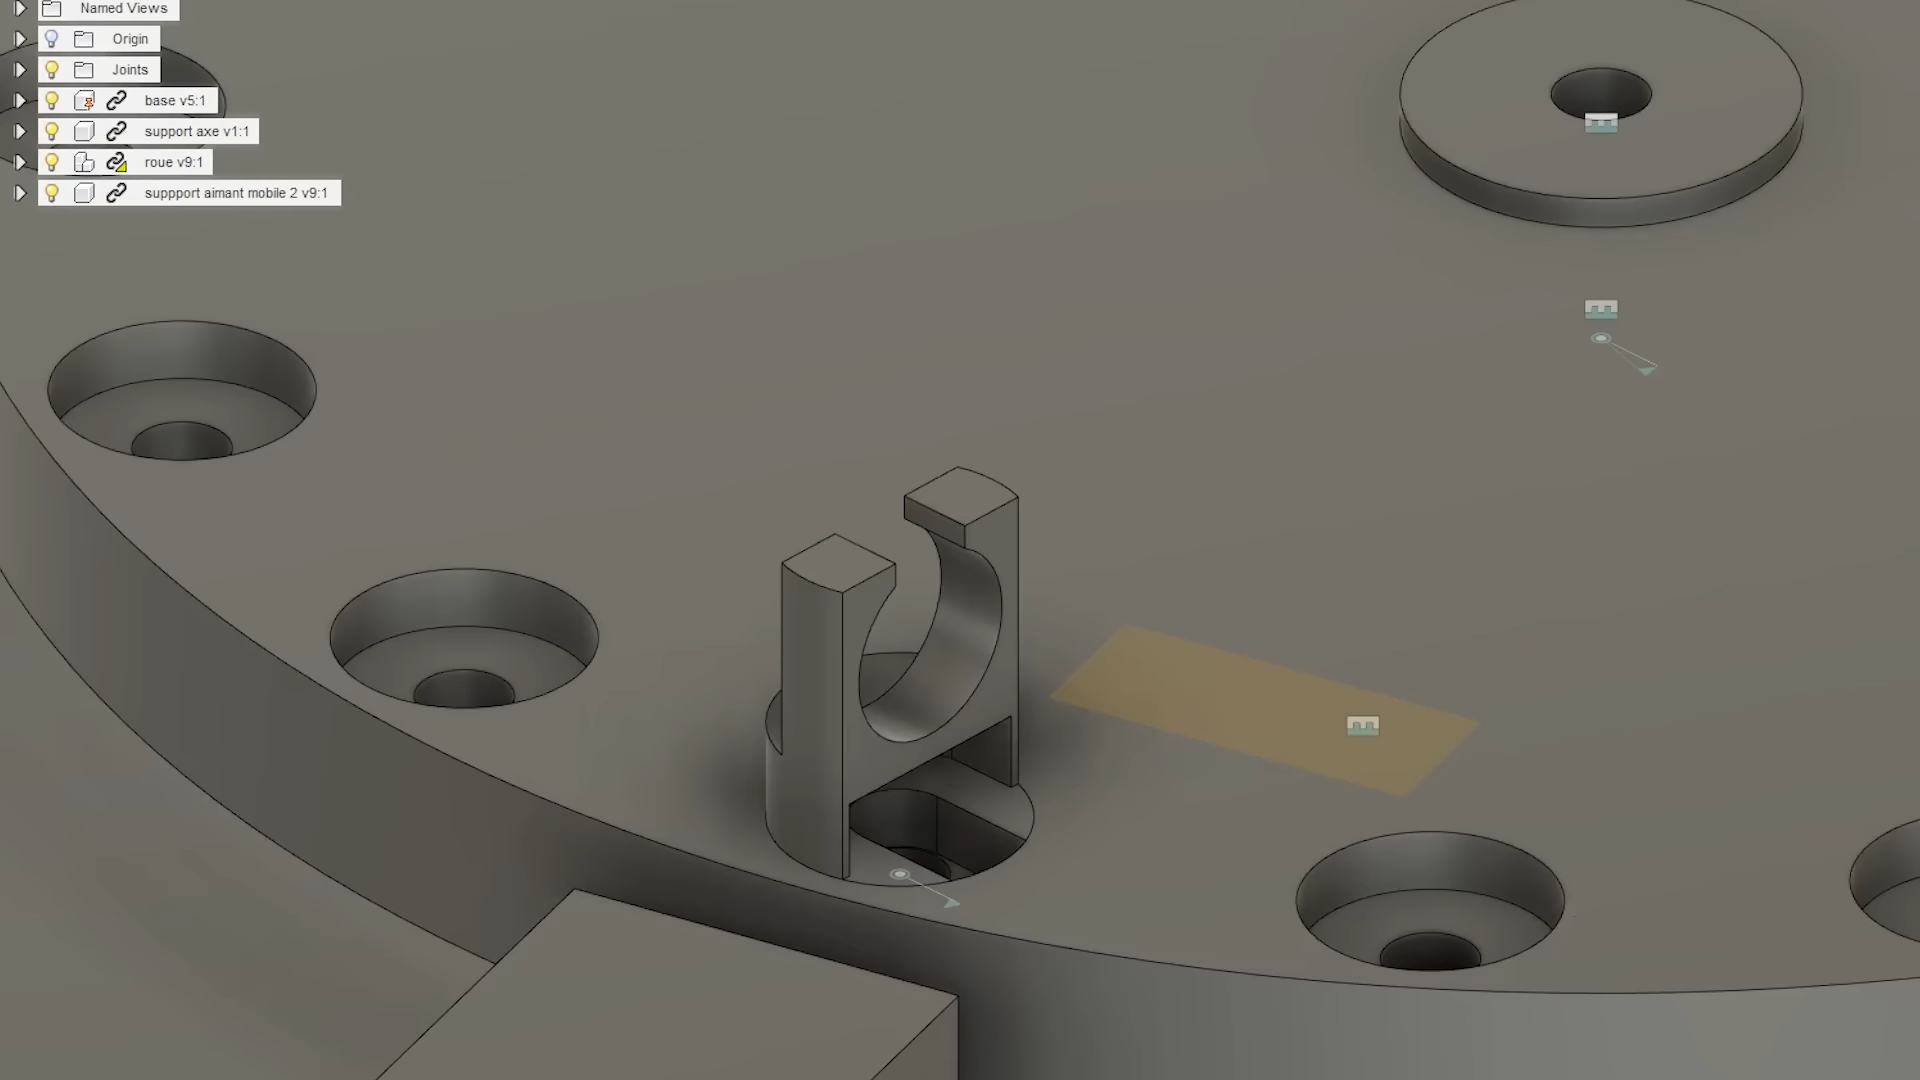 Named Views
Origin
Joints
base v5:1
support axe v1:1
roue v9:1
suppport aimant mobile 2 v9:1